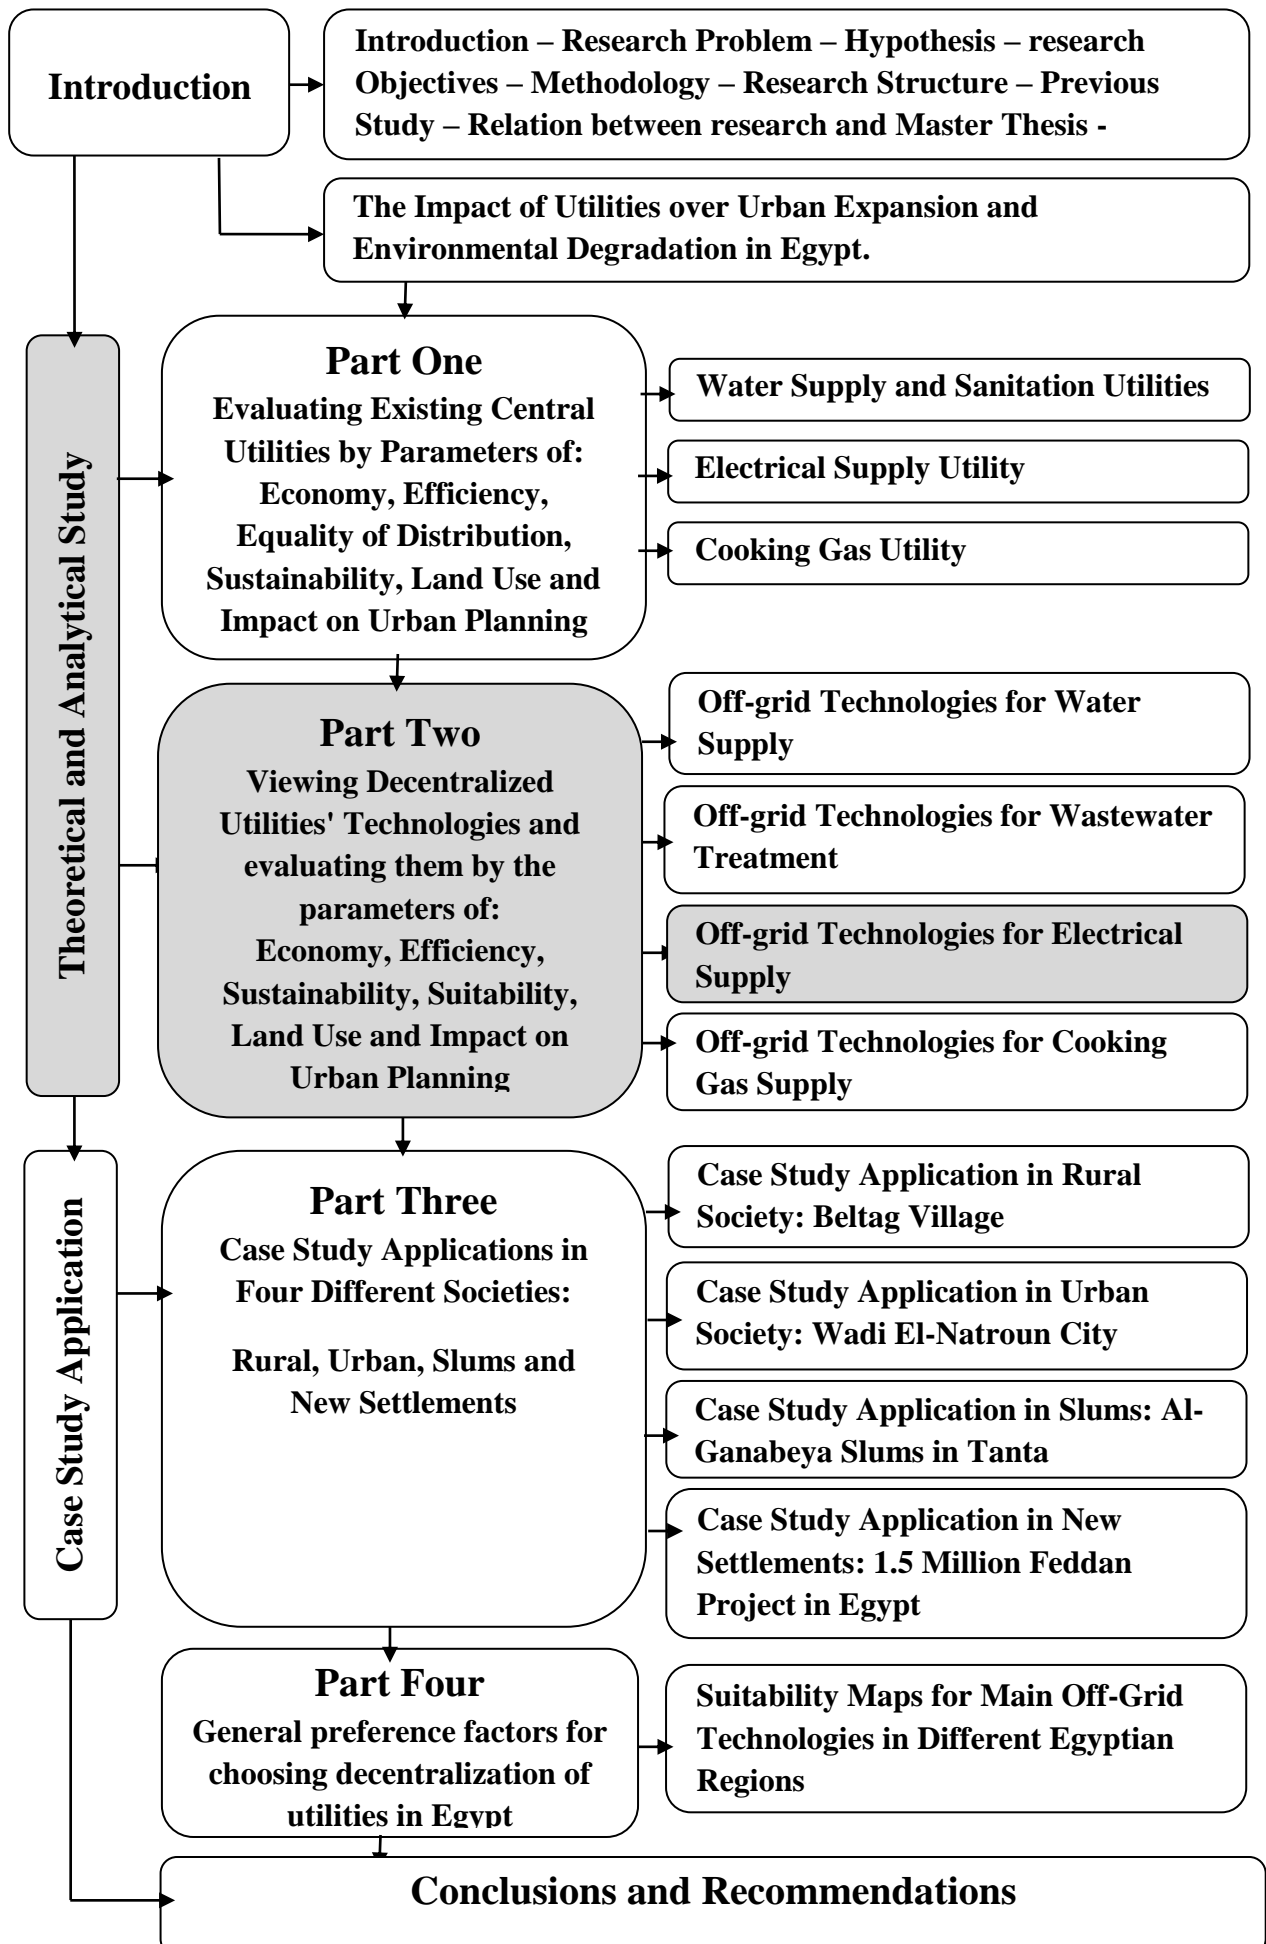 Introduction
Introduction – Research Problem – Hypothesis – research
Objectives – Methodology – Research Structure – Previous
Study – Relation between research and Master Thesis -
The Impact of Utilities over Urban Expansion and
Environmental Degradation in Egypt.
Theoretical and Analytical Study
Part One
Evaluating Existing Central
Utilities by Parameters of:
Economy, Efficiency,
Equality of Distribution,
Sustainability, Land Use and
Impact on Urban Planning
Water Supply and Sanitation Utilities
Electrical Supply Utility
Cooking Gas Utility
Part Two
Viewing Decentralized
Utilities' Technologies and
evaluating them by the
parameters of:
Economy, Efficiency,
Sustainability, Suitability,
Land Use and Impact on
Urban Planning
Off-grid Technologies for Water
Supply
Off-grid Technologies for Wastewater
Treatment
Off-grid Technologies for Electrical
Supply
Off-grid Technologies for Cooking
Gas Supply
Case Study Application
Part Three
Case Study Applications in
Four Different Societies:
Rural, Urban, Slums and
New Settlements
Case Study Application in Rural
Society: Beltag Village
Case Study Application in Urban
Society: Wadi El-Natroun City
Case Study Application in Slums: Al-
Ganabeya Slums in Tanta
Case Study Application in New
Settlements: 1.5 Million Feddan
Project in Egypt
Part Four
General preference factors for
choosing decentralization of
utilities in Egypt
Suitability Maps for Main Off-Grid
Technologies in Different Egyptian
Regions
Conclusions and Recommendations